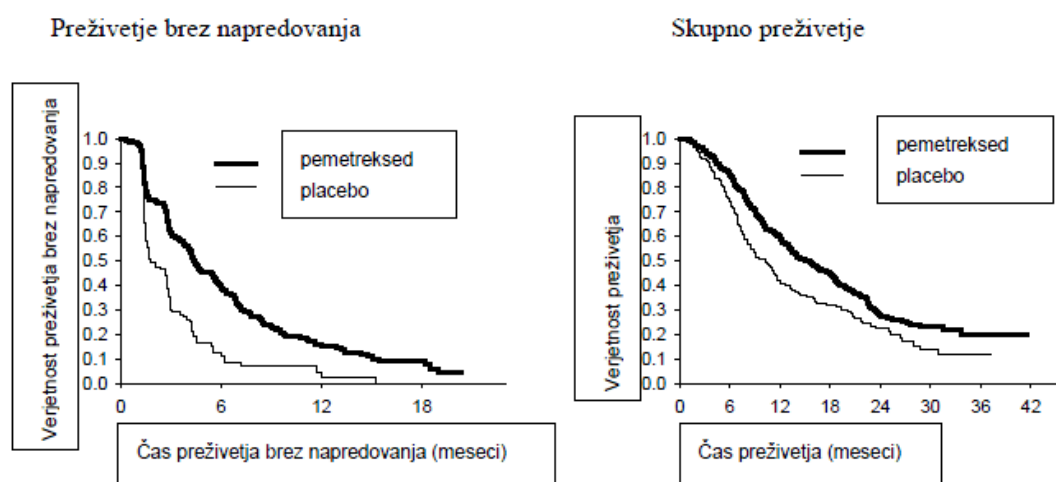 Preživetje brez napredovanja
Verjetnost preživetja brez napredovanja
1.0
0.9
0.8
0.7
0.6
0.5
0.4
0.3
0.2
0.1
0.0
pemetreksed
placebo
0 6 12 18
Čas preživetja brez napredovanja (meseci)
Skupno preživetje
Verjetnost preživetja
1.0
0.9
0.8
0.7
0.6
0.5
0.4
0.3
0.2
0.1
0.0
pemetreksed
placebo
0 6 12 18 24 30 36 42
Čas preživetja (meseci)